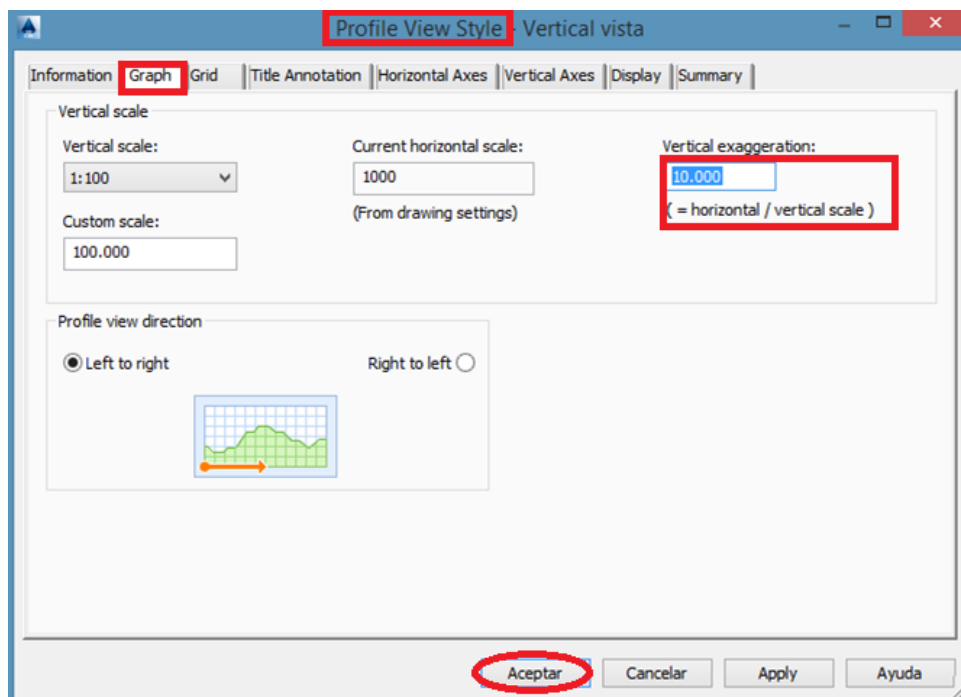 Profile View Style - Vertical vista
Information Graph Grid Title Annotation Horizontal Axes Vertical Axes Display Summary
Vertical scale
Vertical scale: Current horizontal scale: Vertical exaggeration:
1:100 1000 10.000
(From drawing settings) ( = horizontal / vertical scale )
Custom scale:
100.000
Profile view direction
Left to right Right to left
Aceptar Cancelar Apply Ayuda